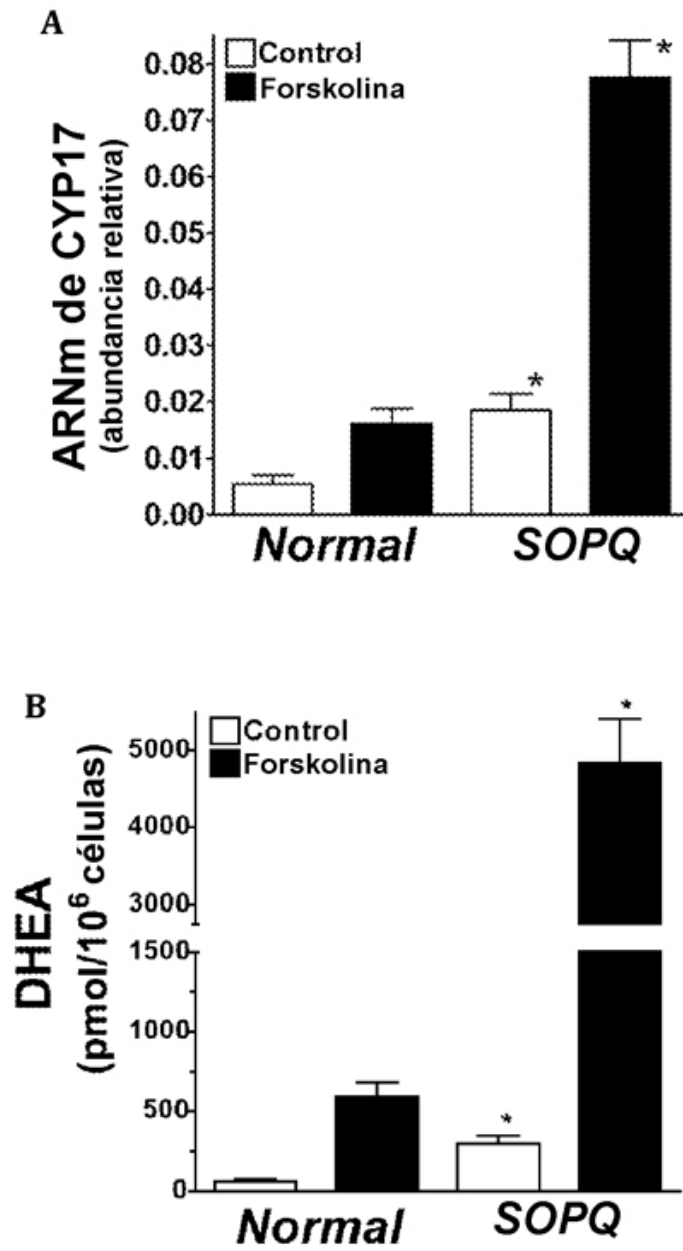 A
Control
Forskolina
ARNm de CYP17
(abundancia relativa)
0.08
0.07
0.06
0.05
0.04
0.03
0.02
0.01
0.00
*
*
Normal
SOPQ
B
Control
Forskolina
DHEA
(pmol/10⁶ células)
5000
4000
3000
1500
1000
500
0
*
*
Normal
SOPQ